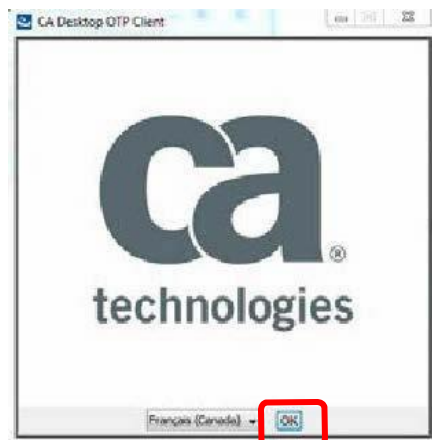 CA Desktop OTP Client
ca
®
technologies
Français (Canada)
OK